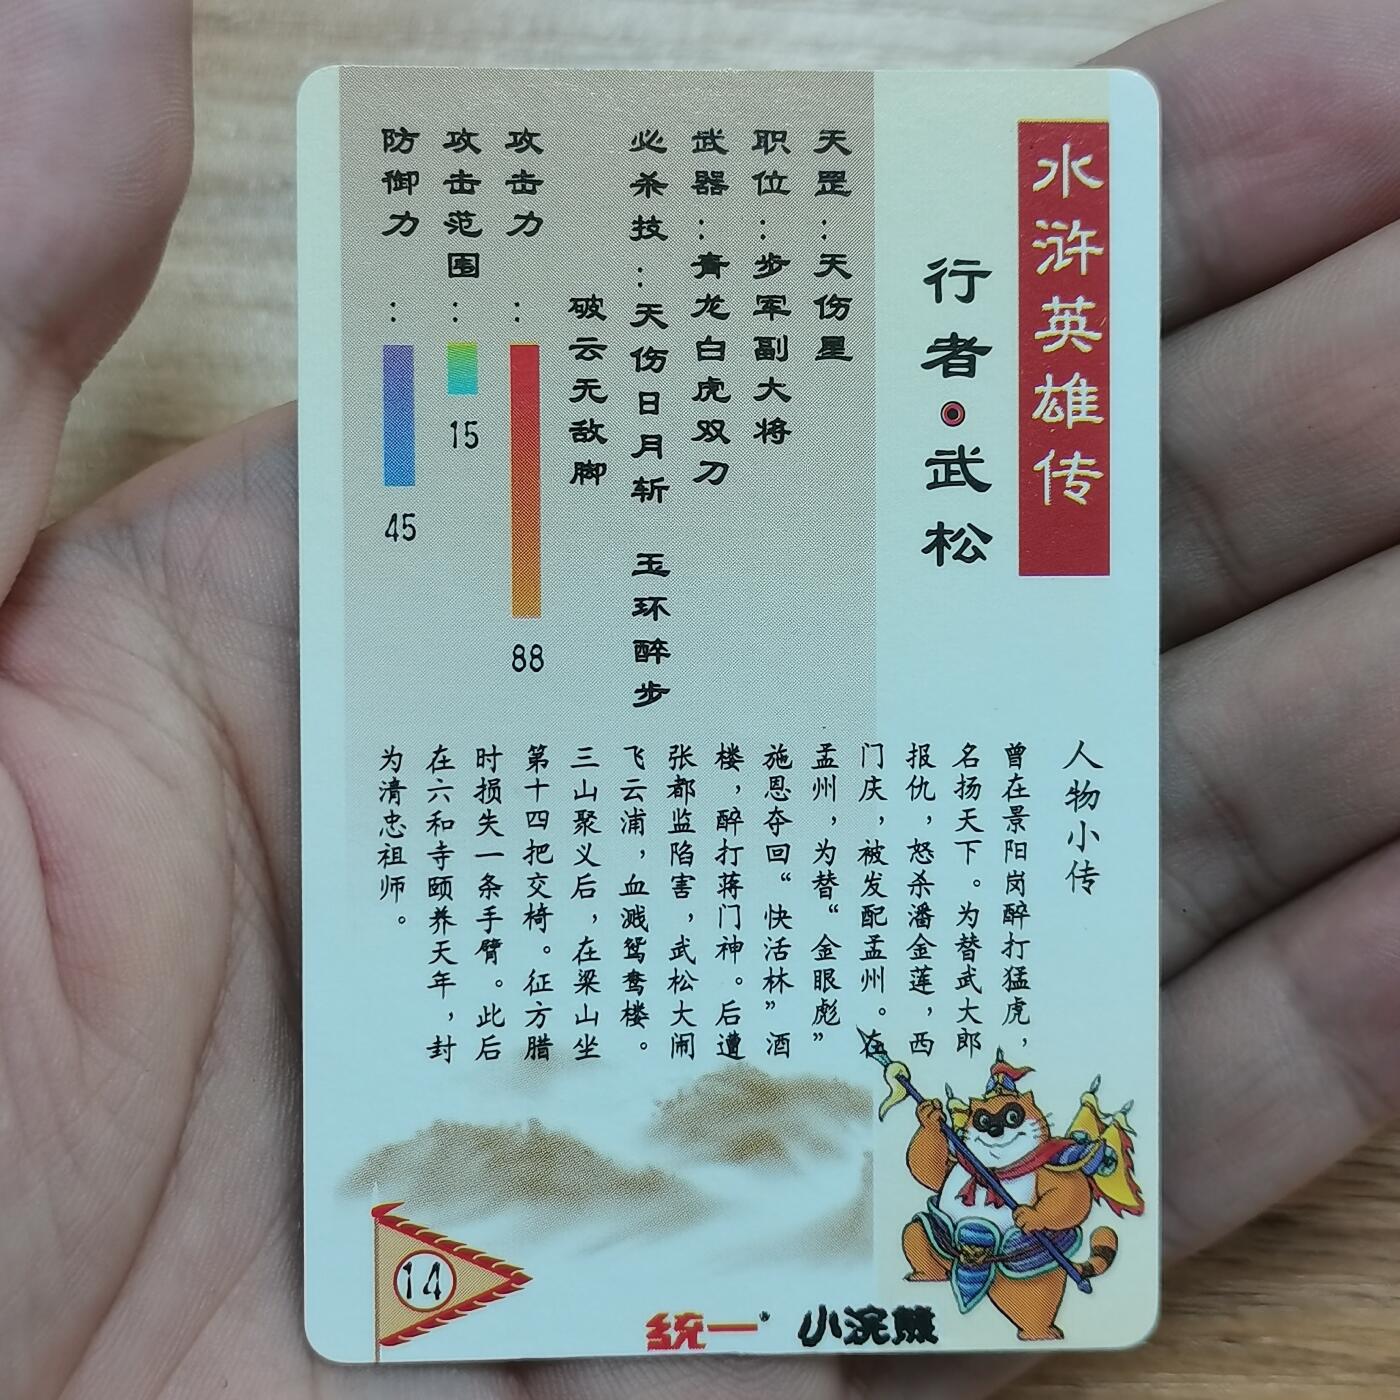 水浒英雄传
行者·武松
天罡：天伤星
职位：步军副大将
武器：青龙白虎双刀
必杀技：天伤日月斩 玉环醉步
破云无敌脚
攻击力：88
攻击范围：15
防御力：45
人物小传
曾在景阳岗醉打猛虎，
名扬天下。为替武大郎
报仇，怒杀潘金莲，西
门庆，被发配孟州。在
孟州，为替“金眼彪”
施恩夺回“快活林”酒
楼，醉打蒋门神。后遭
张都监陷害，武松大闹
飞云浦，血溅鸳鸯楼。
三山聚义后，在梁山坐
第十四把交椅。征方腊
时损失一条手臂。此后
在六和寺颐养天年，封
为清忠祖师。
14
統一 小浣熊